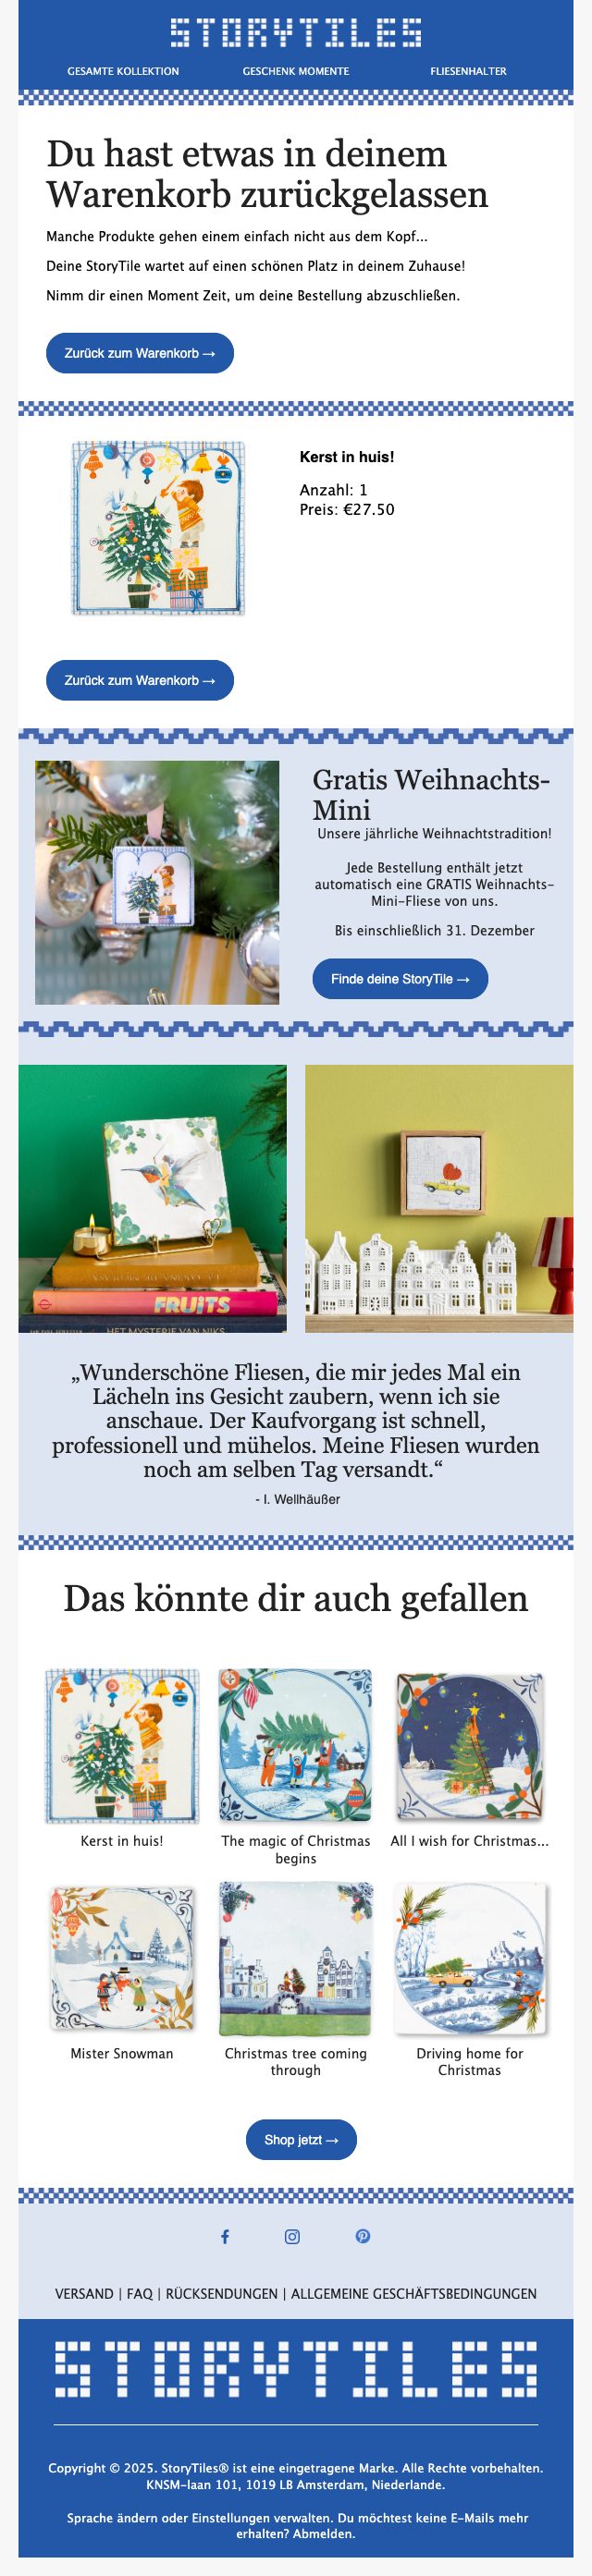 STORYTILES
GESAMTE KOLLEKTION
GESCHENK MOMENTE
FLIESENHALTER
Du hast etwas in deinem
Warenkorb zurückgelassen
Manche Produkte gehen einem einfach nicht aus dem Kopf...
Deine StoryTile wartet auf einen schönen Platz in deinem Zuhause!
Nimm dir einen Moment Zeit, um deine Bestellung abzuschließen.
Zurück zum Warenkorb →
Kerst in huis!
Anzahl: 1
Preis: €27.50
Zurück zum Warenkorb →
Gratis Weihnachts-
Mini
Unsere jährliche Weihnachtstradition!
Jede Bestellung enthält jetzt
automatisch eine GRATIS Weihnachts-
Mini-Fliese von uns.
Bis einschließlich 31. Dezember
Finde deine StoryTile →
FRUITS
HET MYSTERIE VAN NIKS
„Wunderschöne Fliesen, die mir jedes Mal ein
Lächeln ins Gesicht zaubern, wenn ich sie
anschaue. Der Kaufvorgang ist schnell,
professionell und mühelos. Meine Fliesen wurden
noch am selben Tag versandt.“
- I. Wellhäußer
Das könnte dir auch gefallen
Kerst in huis!
The magic of Christmas
begins
All I wish for Christmas...
Mister Snowman
Christmas tree coming
through
Driving home for
Christmas
Shop jetzt →
VERSAND | FAQ | RÜCKSENDUNGEN | ALLGEMEINE GESCHÄFTSBEDINGUNGEN
STORYTILES
Copyright © 2025. StoryTiles® ist eine eingetragene Marke. Alle Rechte vorbehalten.
KNSM-laan 101, 1019 LB Amsterdam, Niederlande.
Sprache ändern oder Einstellungen verwalten. Du möchtest keine E-Mails mehr
erhalten? Abmelden.